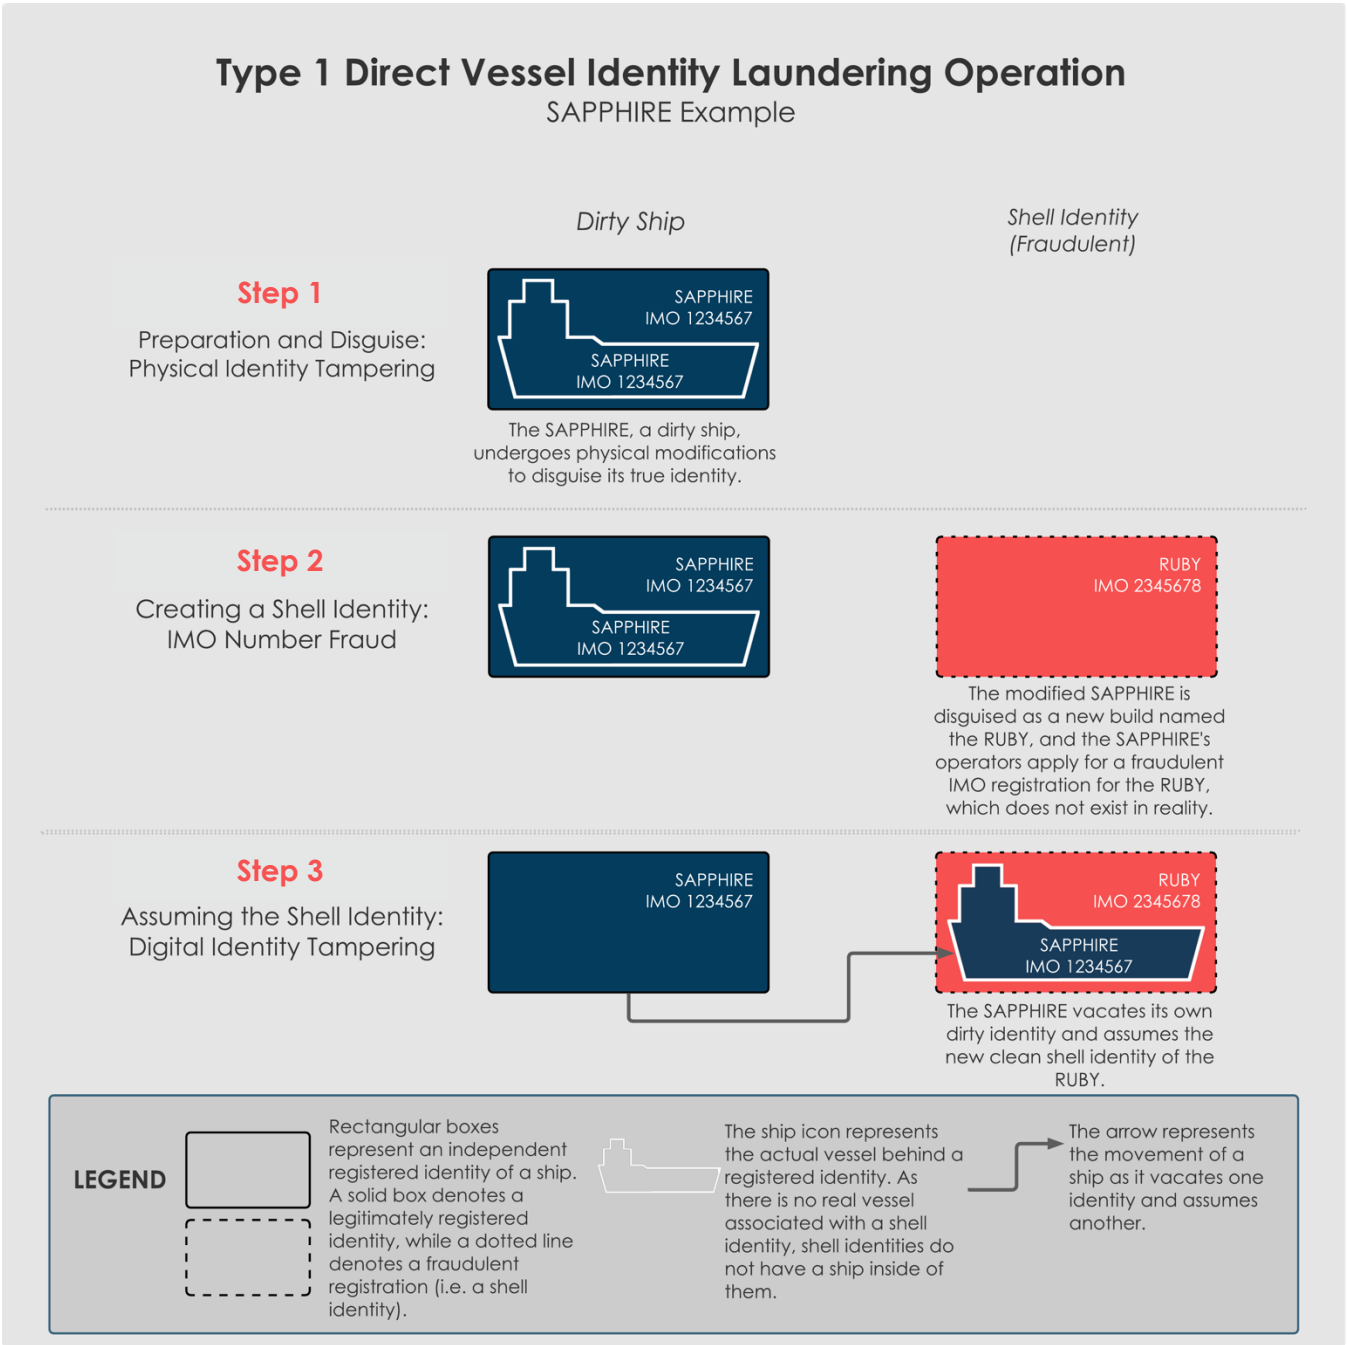 Type 1 Direct Vessel Identity Laundering Operation
SAPPHIRE Example
Dirty Ship
Shell Identity
(Fraudulent)
Step 1
Preparation and Disguise:
Physical Identity Tampering
SAPPHIRE
IMO 1234567
SAPPHIRE
IMO 1234567
The SAPPHIRE, a dirty ship,
undergoes physical modifications
to disguise its true identity.
Step 2
Creating a Shell Identity:
IMO Number Fraud
SAPPHIRE
IMO 1234567
SAPPHIRE
IMO 1234567
RUBY
IMO 2345678
The modified SAPPHIRE is
disguised as a new build named
the RUBY, and the SAPPHIRE's
operators apply for a fraudulent
IMO registration for the RUBY,
which does not exist in reality.
Step 3
Assuming the Shell Identity:
Digital Identity Tampering
SAPPHIRE
IMO 1234567
RUBY
IMO 2345678
SAPPHIRE
IMO 1234567
The SAPPHIRE vacates its own
dirty identity and assumes the
new clean shell identity of the
RUBY.
LEGEND
Rectangular boxes
represent an independent
registered identity of a ship.
A solid box denotes a
legitimately registered
identity, while a dotted line
denotes a fraudulent
registration (i.e. a shell
identity).
The ship icon represents
the actual vessel behind a
registered identity. As
there is no real vessel
associated with a shell
identity, shell identities do
not have a ship inside of
them.
The arrow represents
the movement of a
ship as it vacates one
identity and assumes
another.